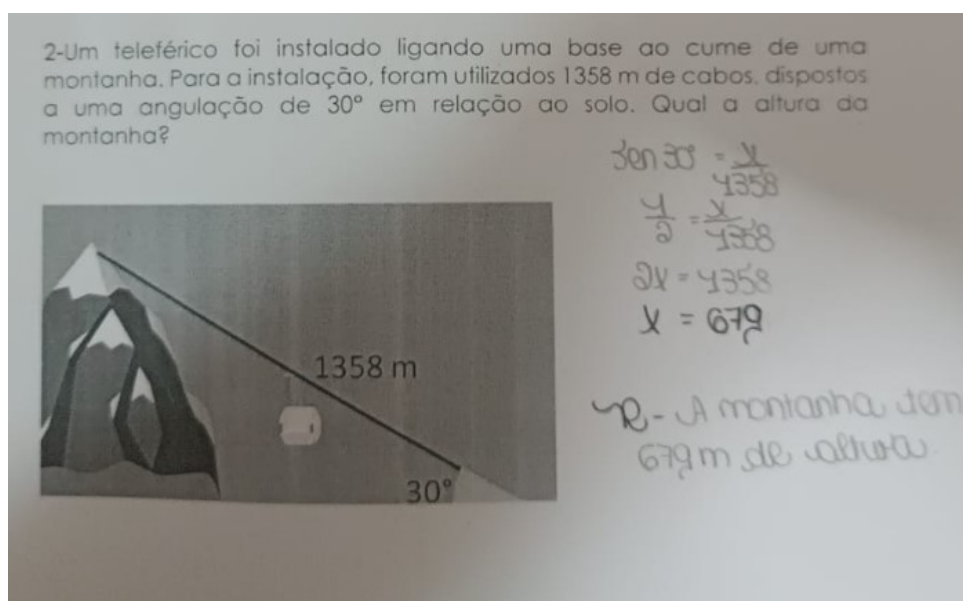 2-Um teleférico foi instalado ligando uma base ao cume de uma
montanha. Para a instalação, foram utilizados 1358 m de cabos, dispostos
a uma angulação de 30° em relação ao solo. Qual a altura da
montanha?
Sen 30° = x/1358
1/2 = x/1358
2x = 1358
x = 679
R - A montanha tem
679m de altura
1358 m
30°